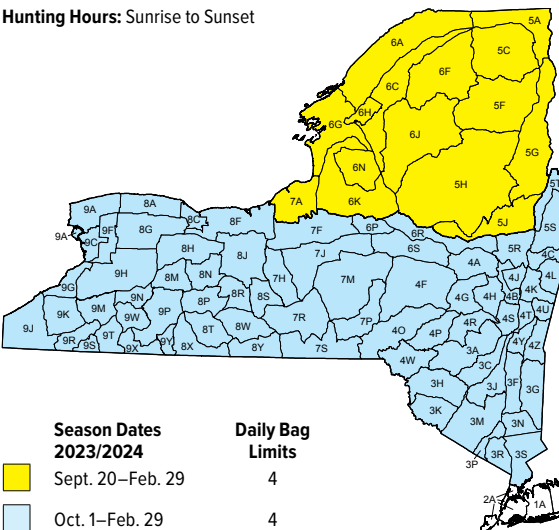 Hunting Hours: Sunrise to Sunset
5A
6A
5C
6F
6C
5F
6H
6G
6J
5G
6N
5H
5T
7A
6K
5J
9A
8A
8C
8F
7F
6P
6R
5S
9A
9F
8G
9C
6S
5R
4C
8H
8J
7J
4A
9H
8M
8N
7H
7M
4F
4J
4L
9G
9N
8R
8S
4G
4H
4B
4K
9K
9M
9P
8P
7R
7P
4R
4S
4T
4U
9W
8T
8W
4O
4P
9J
9R
9T
9S
9X
9Y
8X
8Y
7S
3A
4Y
4Z
4W
3C
3H
3J
3F
3G
3K
3M
3N
3P
3R
3S
2A
1A
Season Dates Daily Bag
2023/2024 Limits
Sept. 20–Feb. 29 4
Oct. 1–Feb. 29 4